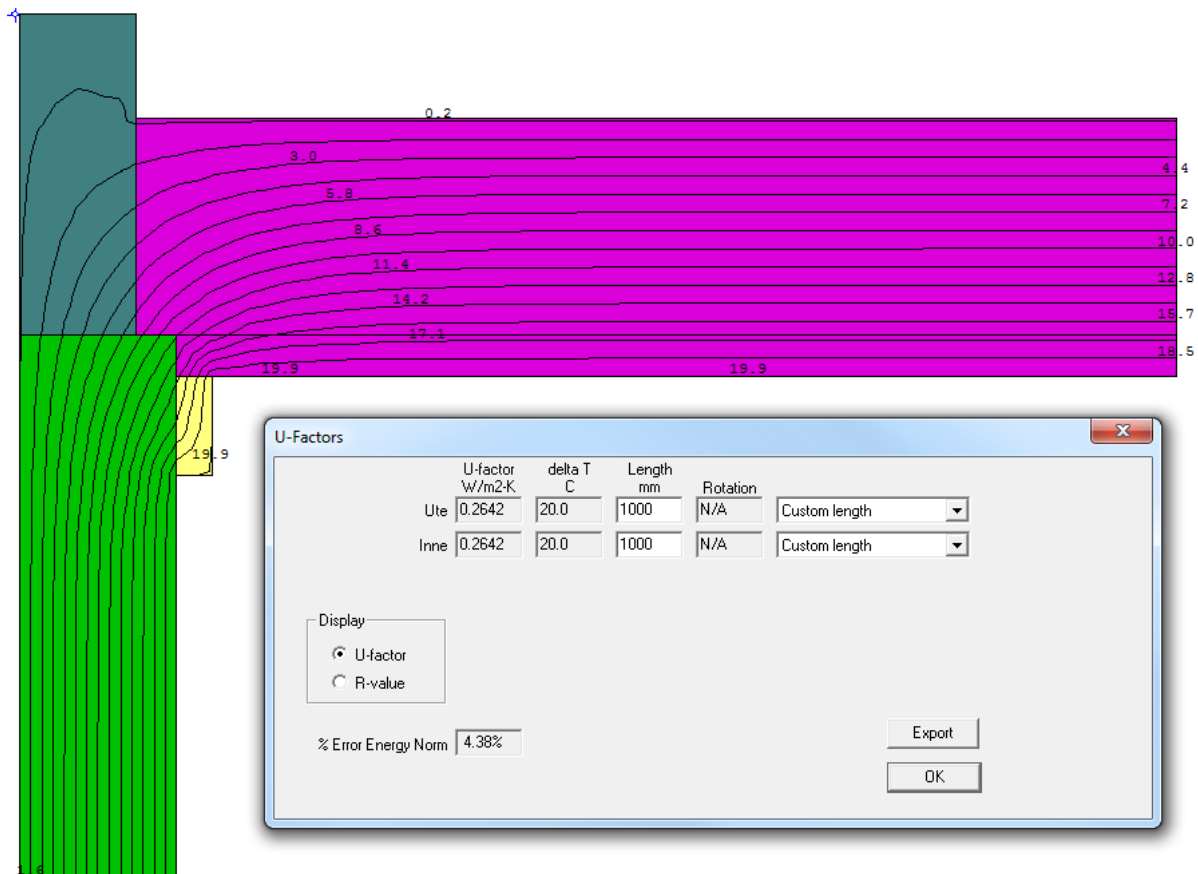 0.2
3.0
4.4
5.8
7.2
8.6
10.0
11.4
12.8
14.2
15.7
17.1
18.5
19.9 19.9
19.9
U-Factors
U-factor delta T Length
W/m2-K C mm Rotation
Ute 0.2642 20.0 1000 N/A Custom length
Inne 0.2642 20.0 1000 N/A Custom length
Display
U-factor
R-value
% Error Energy Norm 4.38%
Export
OK
1.6